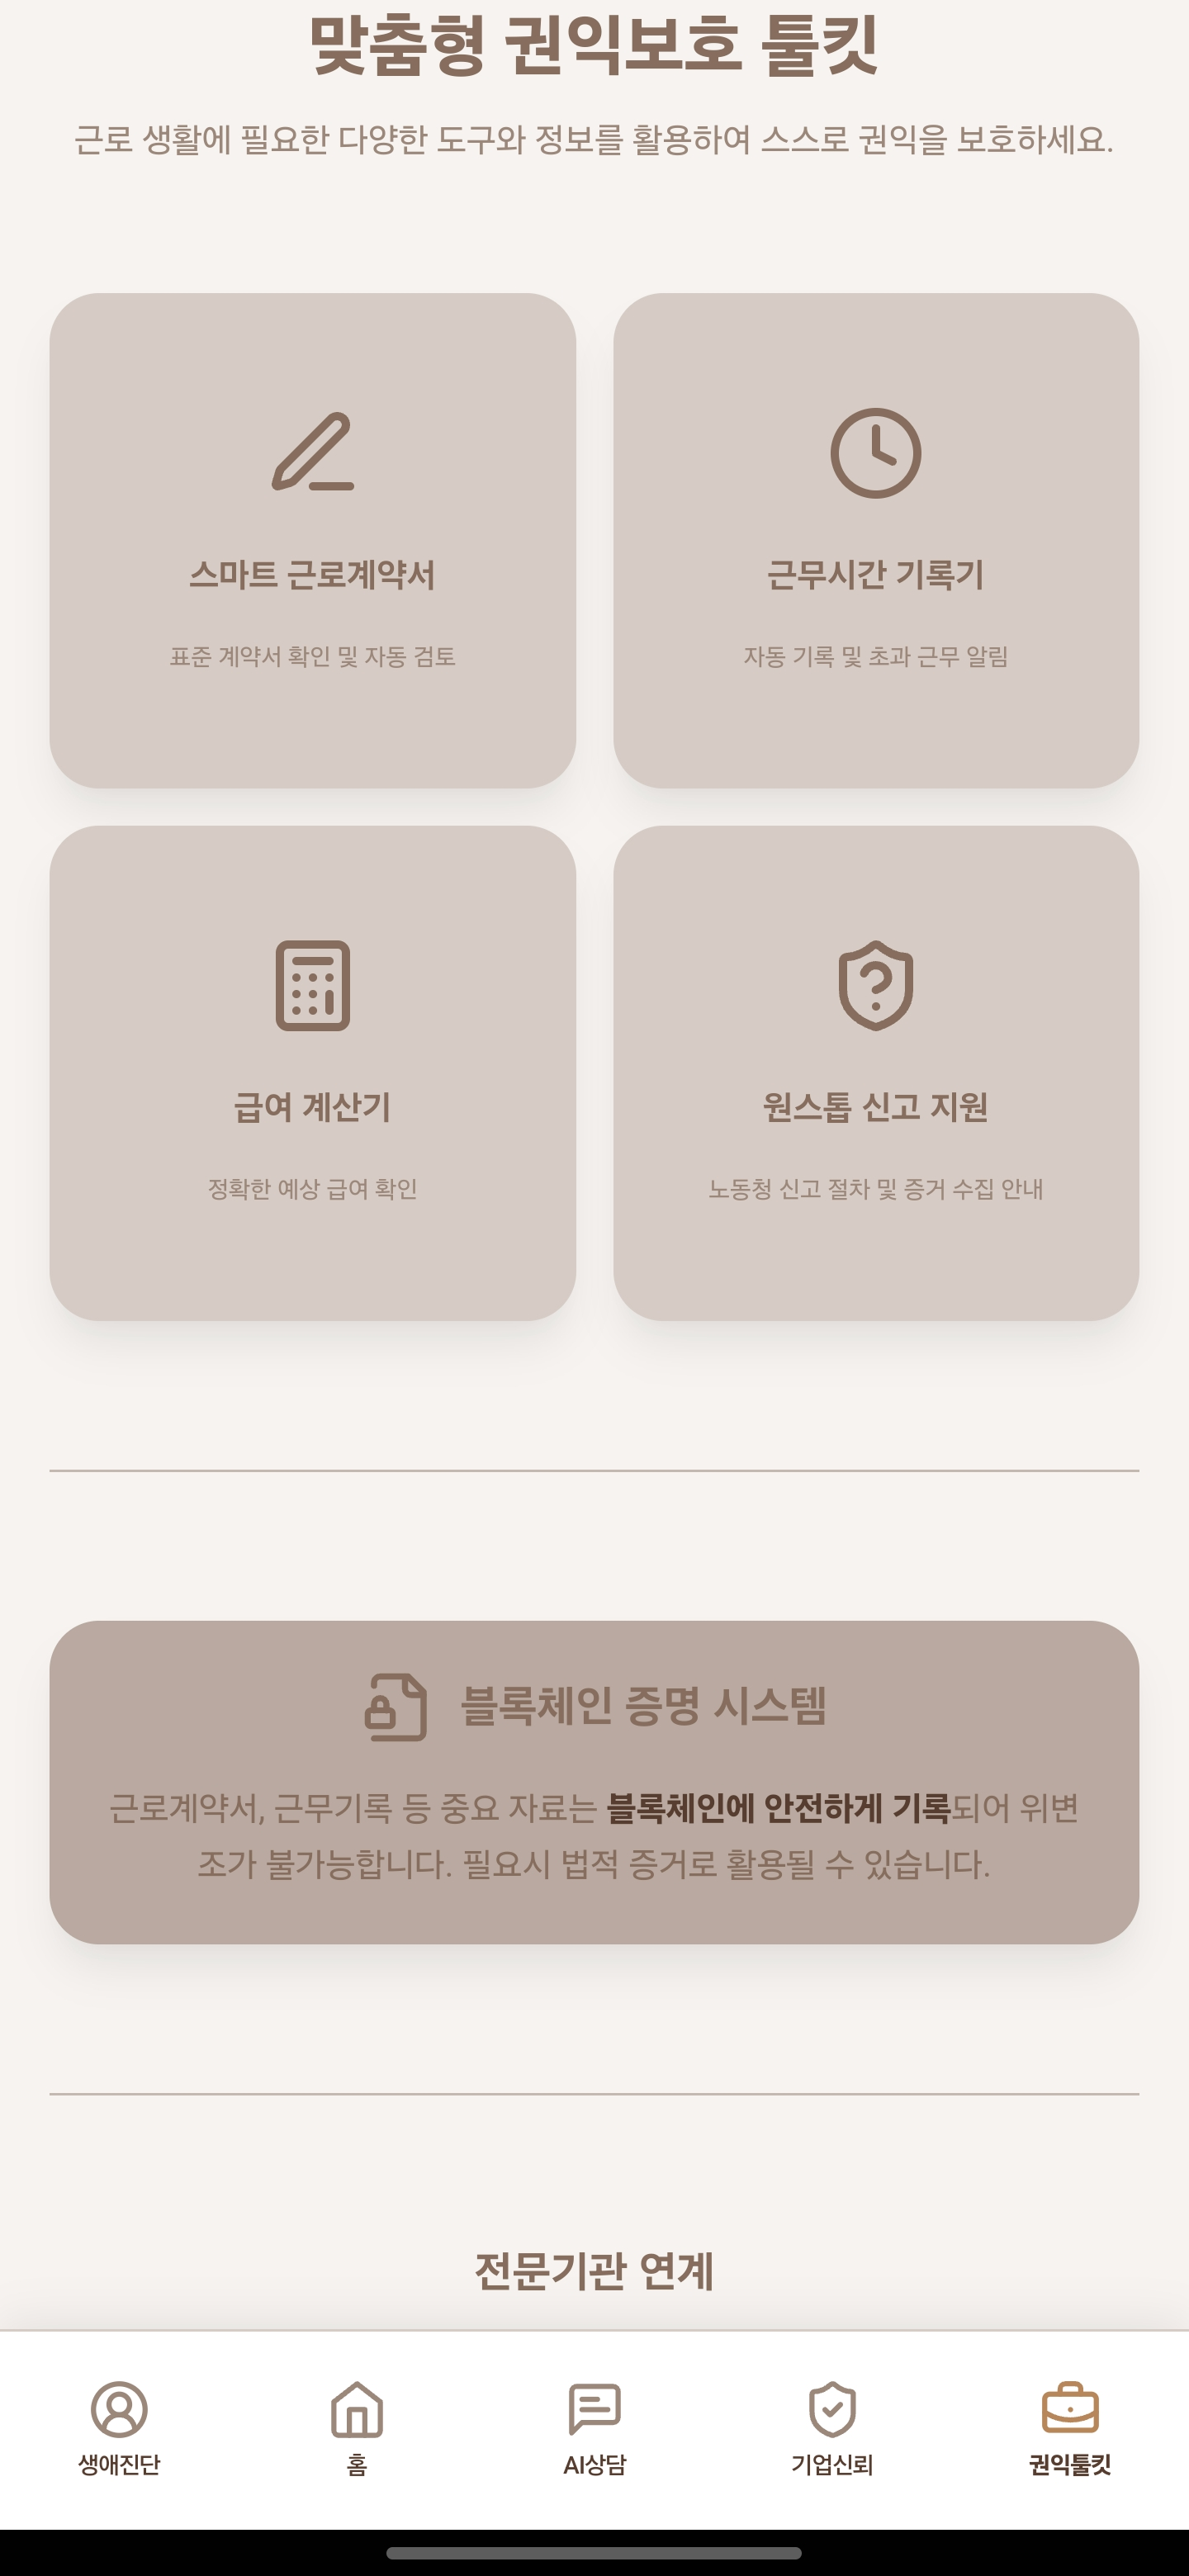 맞춤형 권익보호 툴킷
근로 생활에 필요한 다양한 도구와 정보를 활용하여 스스로 권익을 보호하세요.
스마트 근로계약서
표준 계약서 확인 및 자동 검토
근무시간 기록기
자동 기록 및 초과 근무 알림
급여 계산기
정확한 예상 급여 확인
원스톱 신고 지원
노동청 신고 절차 및 증거 수집 안내
블록체인 증명 시스템
근로계약서, 근무기록 등 중요 자료는 블록체인에 안전하게 기록되어 위변
조가 불가능합니다. 필요시 법적 증거로 활용될 수 있습니다.
전문기관 연계
생애진단
홈
AI상담
기업신뢰
권익툴킷